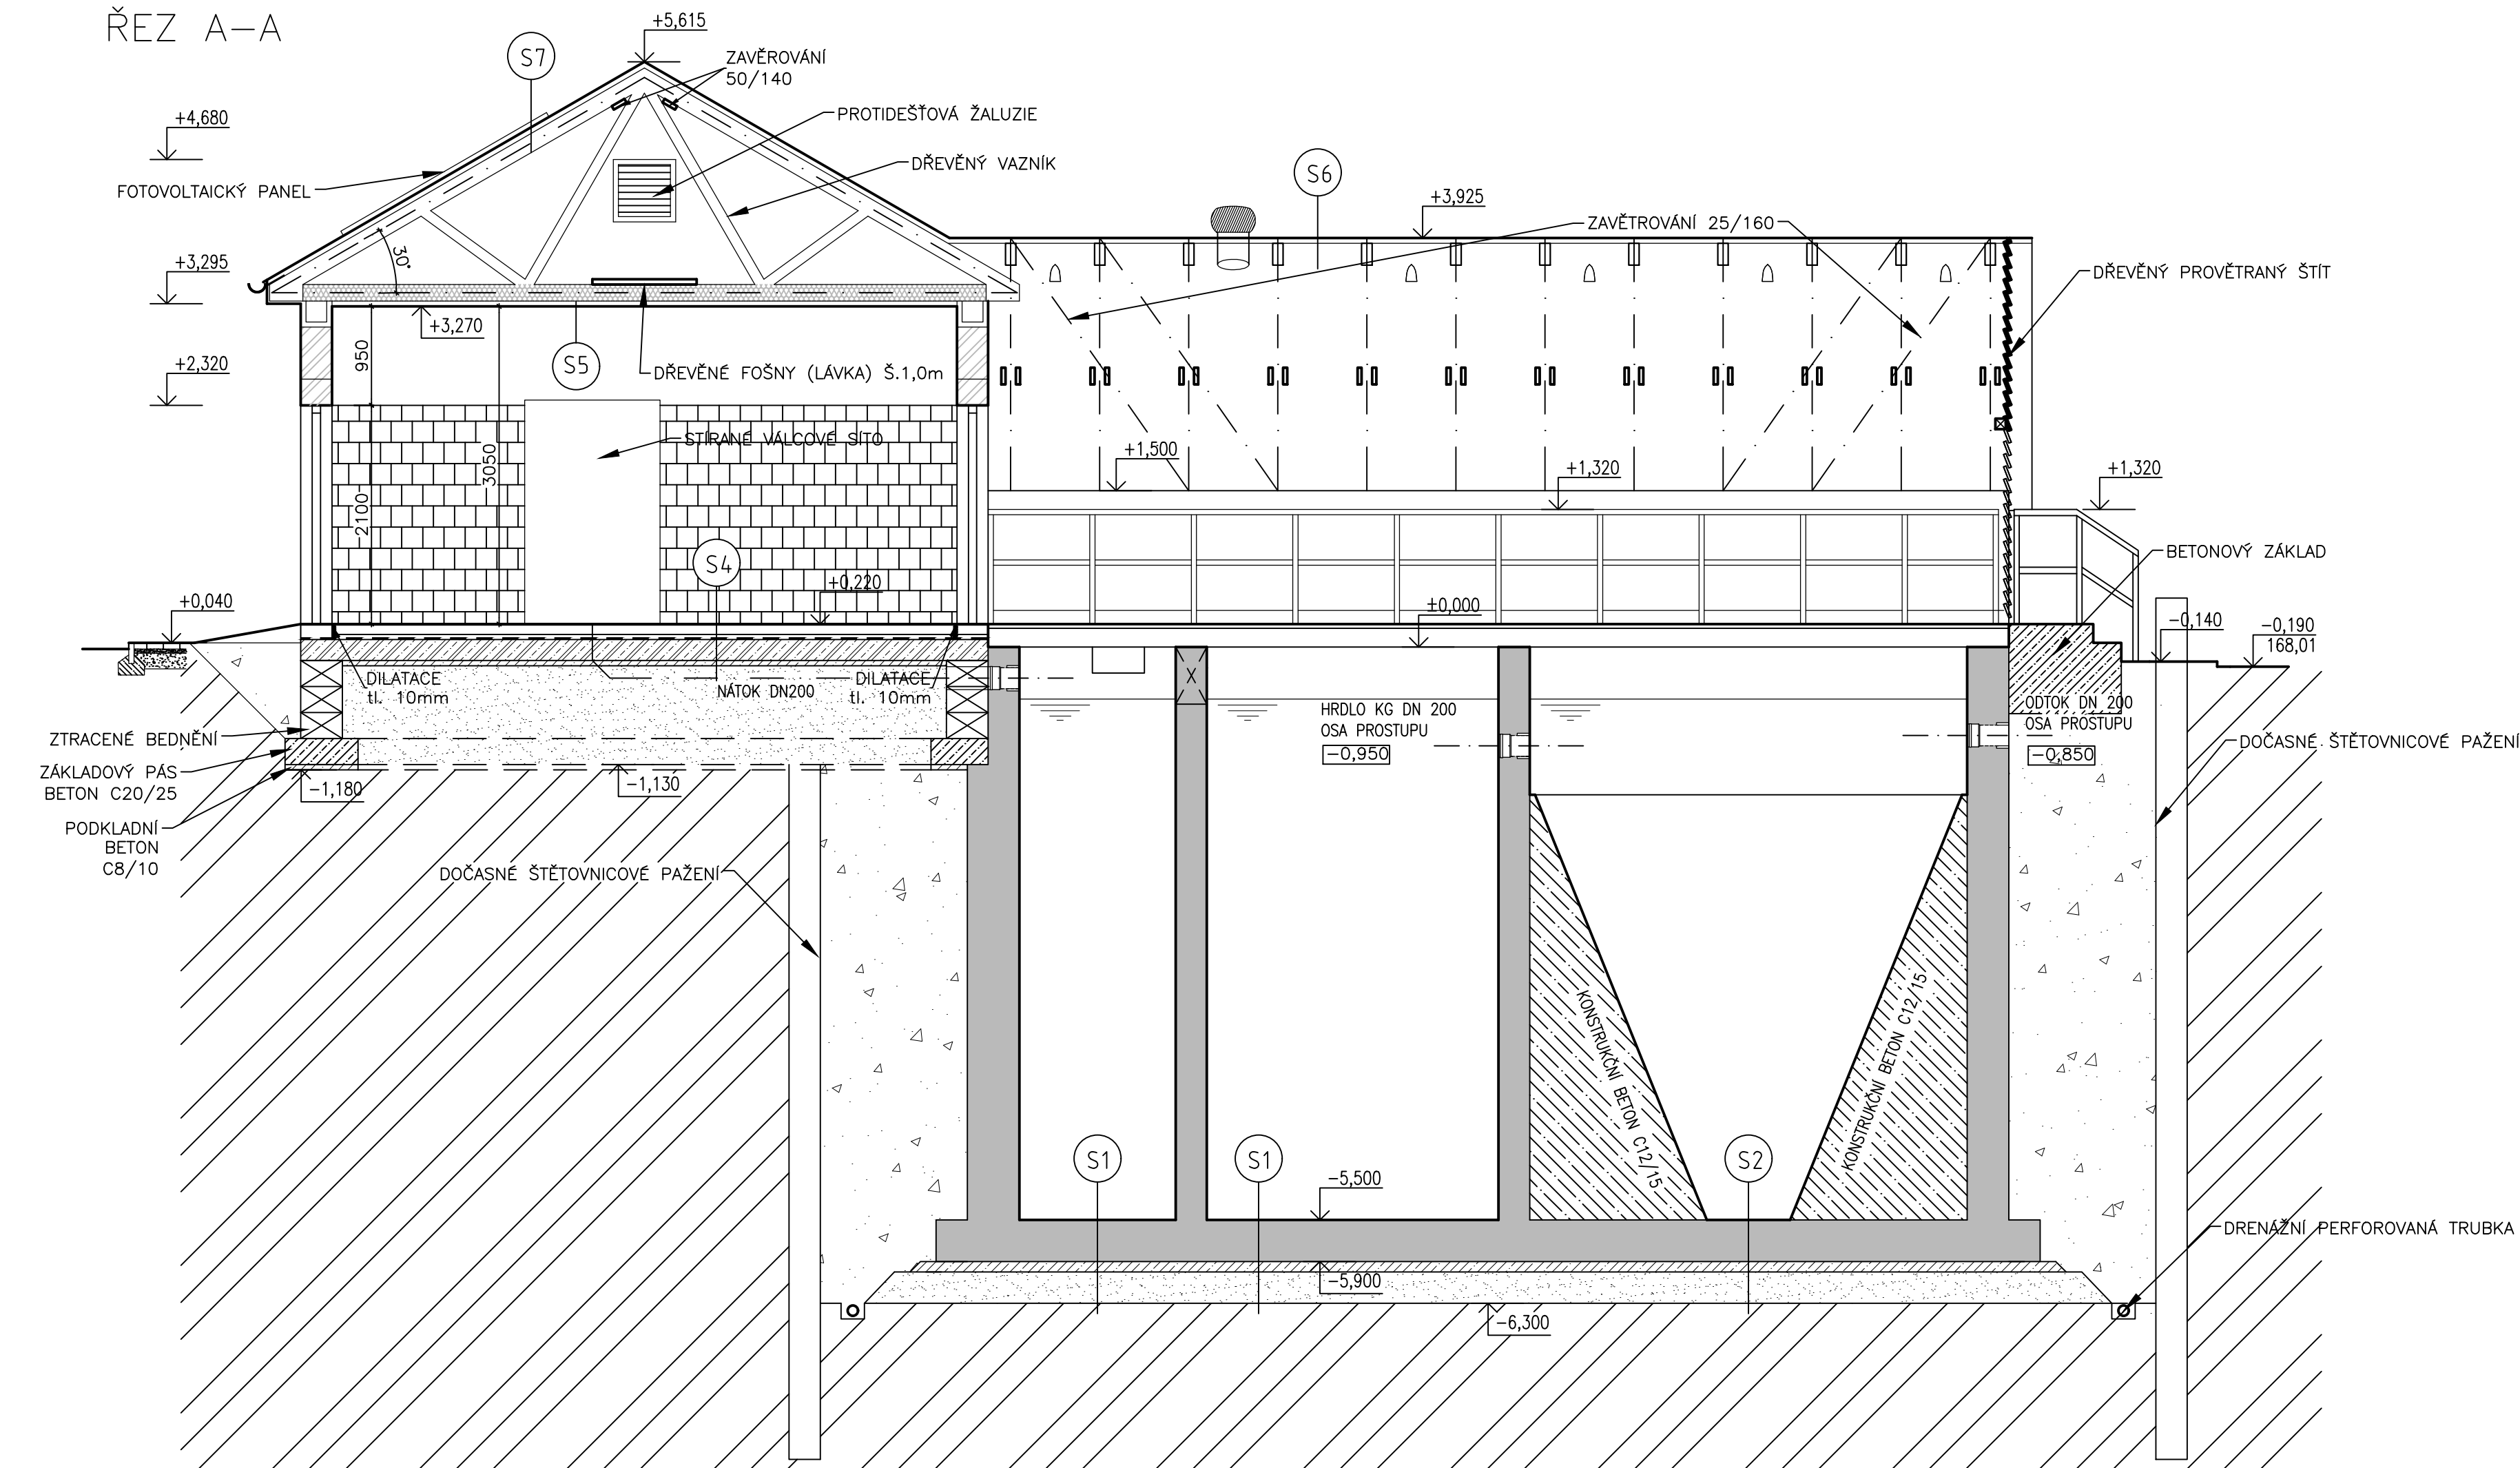 ŘEZ A-A
+5,615
S7
ZAVĚROVÁNÍ
50/140
+4,680
PROTIDEŠŤOVÁ ŽALUZIE
DŘEVĚNÝ VAZNÍK
S6
FOTOVOLTAICKÝ PANEL
+3,925
ZAVĚTROVÁNÍ 25/160
30°
+3,295
DŘEVĚNÝ PROVĚTRANÝ ŠTÍT
+3,270
950
S5
+2,320
DŘEVĚNÉ FOŠNY (LÁVKA) Š.1,0m
STÍRANÉ VÁLCOVÉ SÍTO
3050
+1,500
+1,320
+1,320
2100
S4
BETONOVÝ ZÁKLAD
+0,220
+0,040
±0,000
-0,140
-0,190
168,01
DILATACE
tl. 10mm
NÁTOK DN200
DILATACE
tl. 10mm
HRDLO KG DN 200
OSA PROSTUPU
-0,950
ODTOK DN 200
OSA PROSTUPU
-0,850
ZTRACENÉ BEDNĚNÍ
DOČASNÉ ŠTĚTOVNICOVÉ PAŽENÍ
ZÁKLADOVÝ PÁS
BETON C20/25
-1,180
-1,130
PODKLADNÍ
BETON
C8/10
DOČASNÉ ŠTĚTOVNICOVÉ PAŽENÍ
KONSTRUKČNÍ BETON C12/15
KONSTRUKČNÍ BETON C12/15
S1
S1
S2
-5,500
DRENÁŽNÍ PERFOROVANÁ TRUBKA
-5,900
-6,300